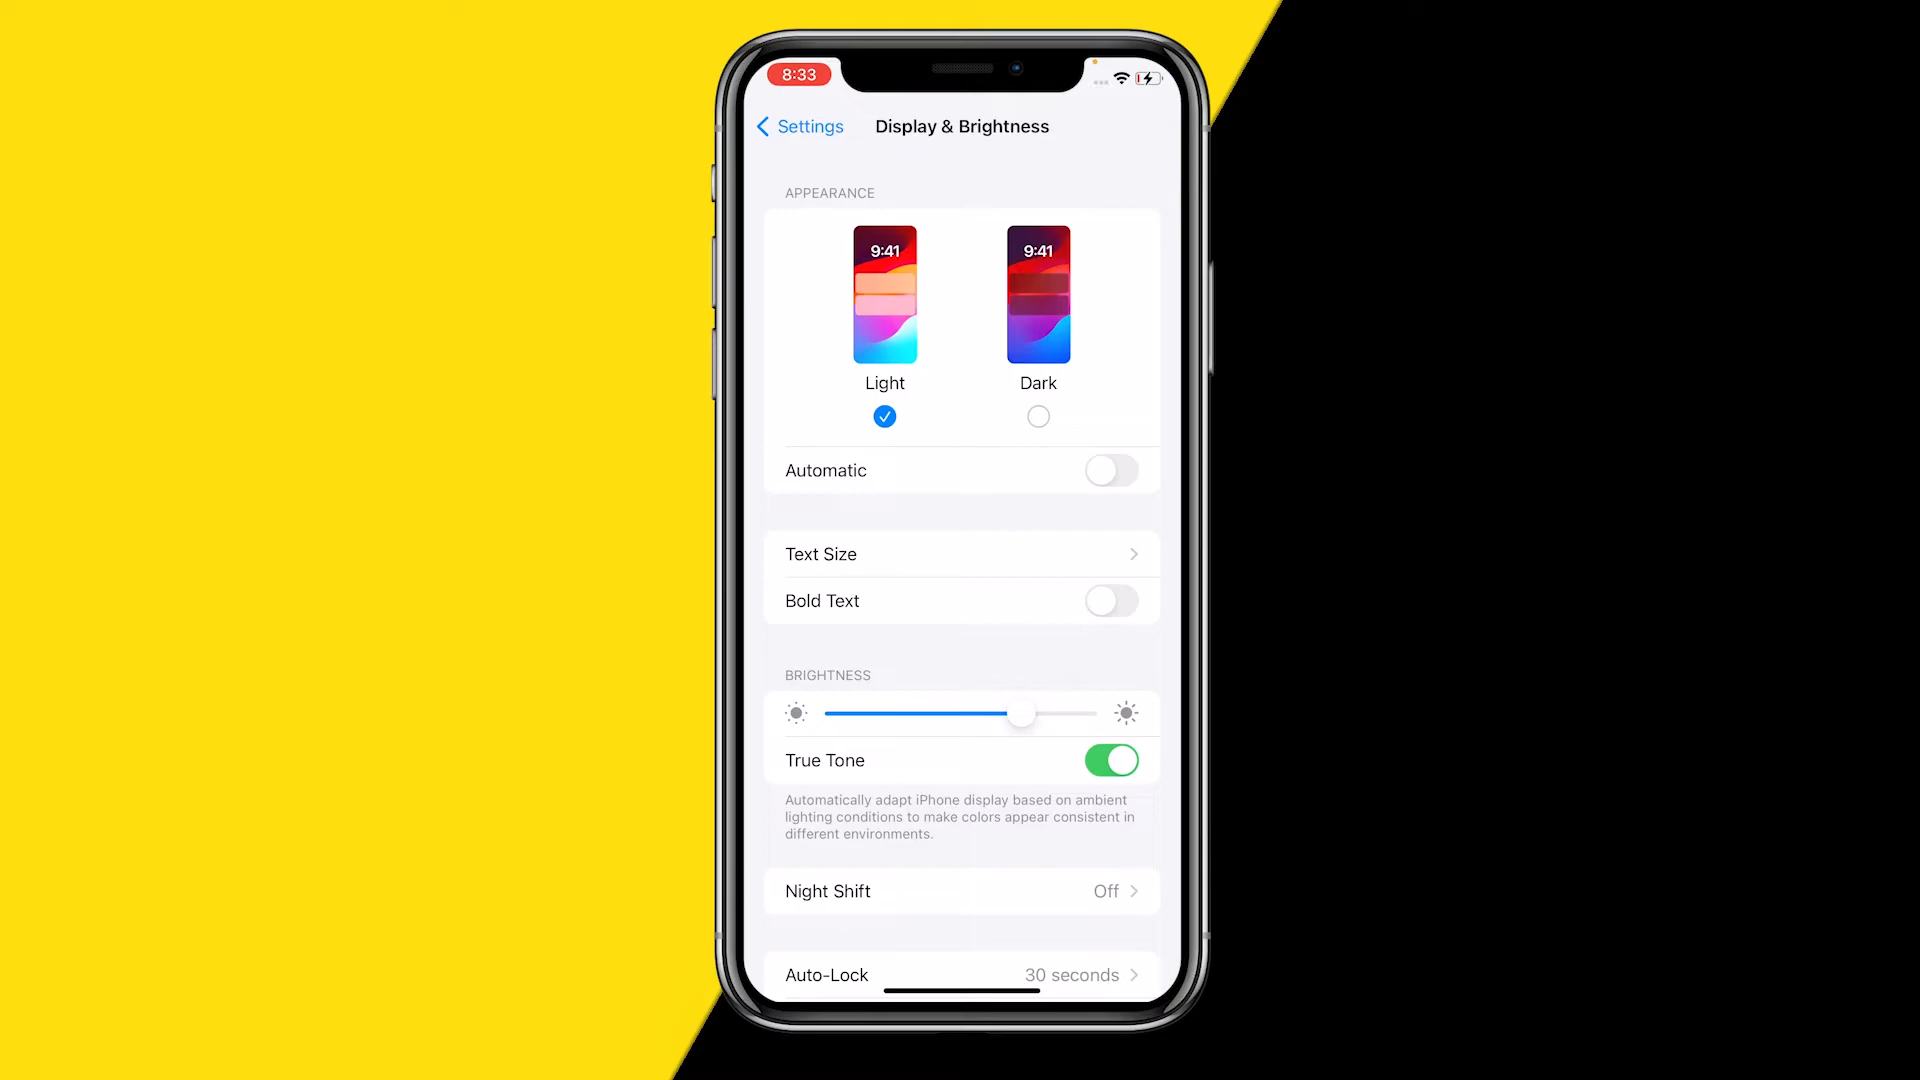 8:33
Settings
Display & Brightness
APPEARANCE
9:41
9:41
Light
Dark
Automatic
Text Size
Bold Text
BRIGHTNESS
True Tone
Automatically adapt iPhone display based on ambient
lighting conditions to make colors appear consistent in
different environments.
Night Shift
Off
Auto-Lock
30 seconds